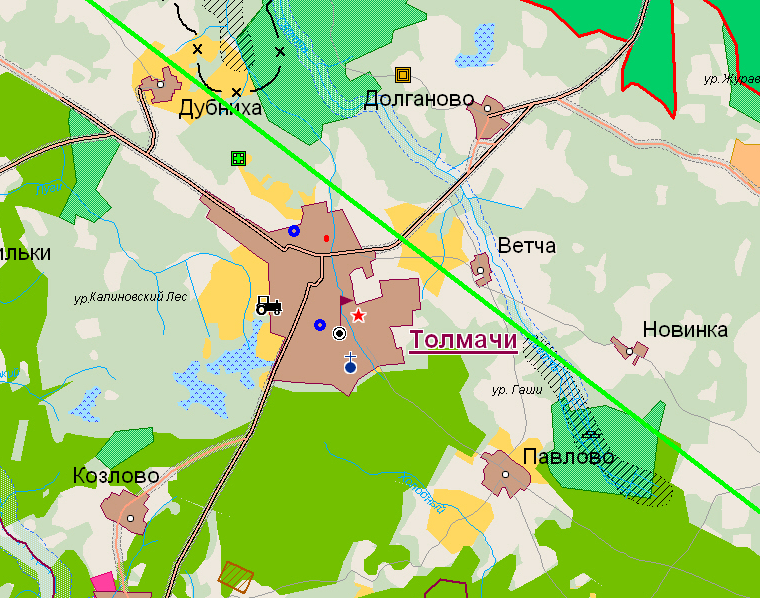 ур. Журав
Долганово
Дубниха
Ветча
ильки
ур.Калиновский Лес
Новинка
Толмачи
ур. Гаши
Павлово
Козлово